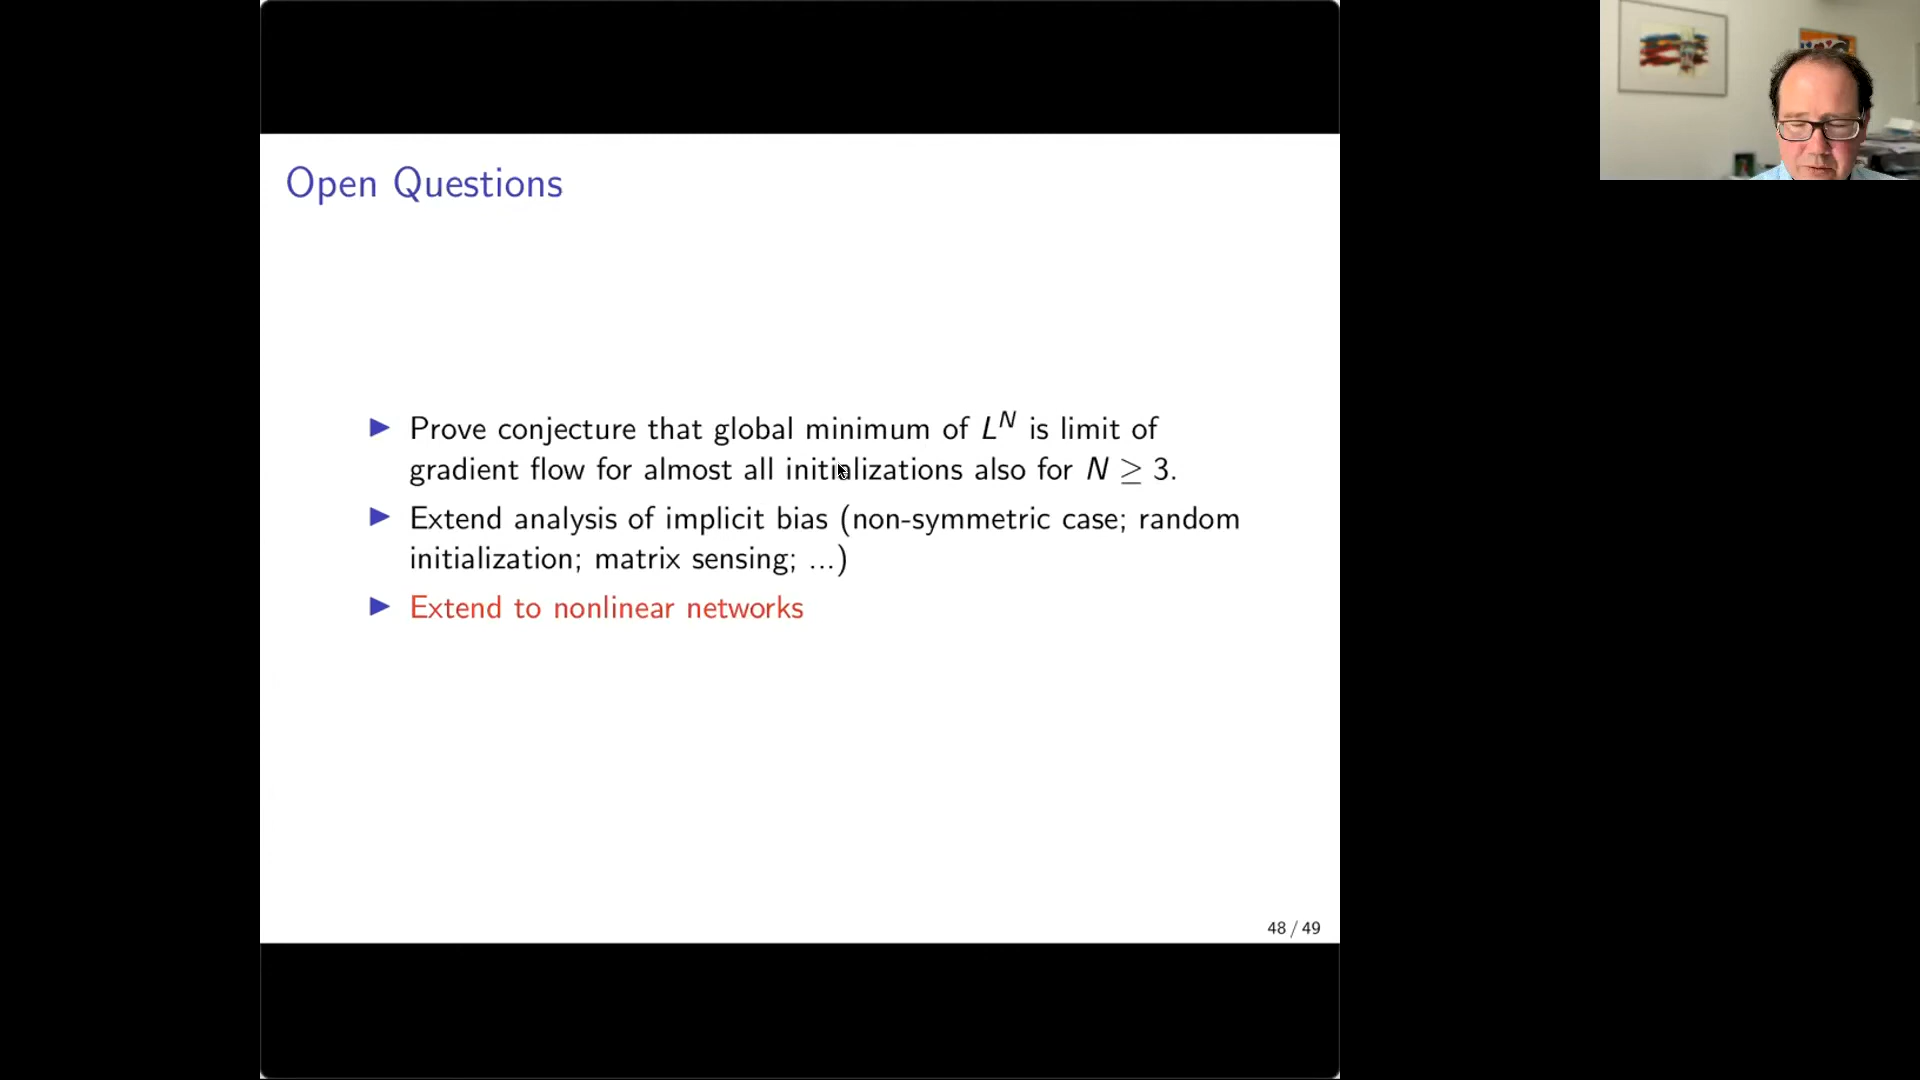 Open Questions
▶ Prove conjecture that global minimum of L^N is limit of
gradient flow for almost all initializations also for N ≥ 3.
▶ Extend analysis of implicit bias (non-symmetric case; random
initialization; matrix sensing; ...)
▶ Extend to nonlinear networks
48 / 49